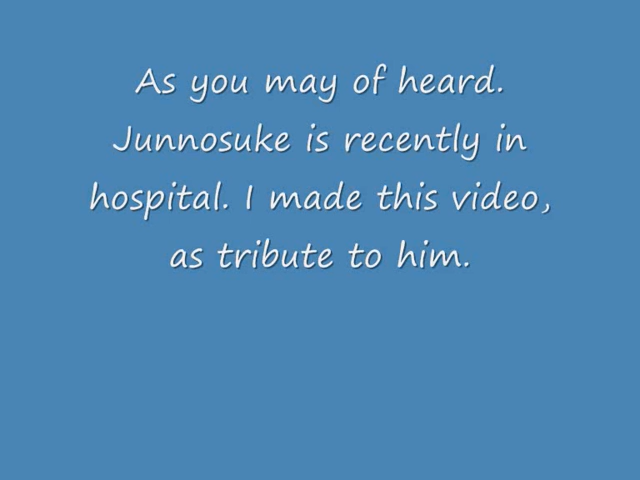 As you may of heard.
Junnosuke is recently in
hospital. I made this video,
as tribute to him.